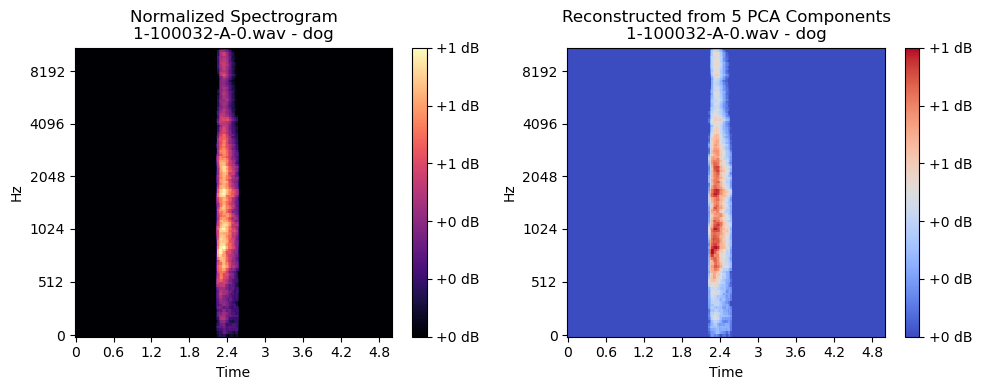 Normalized Spectrogram
1-100032-A-0.wav - dog
Hz
8192
4096
2048
1024
512
0
0 0.6 1.2 1.8 2.4 3 3.6 4.2 4.8
Time
+1 dB
+1 dB
+1 dB
+0 dB
+0 dB
+0 dB
Reconstructed from 5 PCA Components
1-100032-A-0.wav - dog
Hz
8192
4096
2048
1024
512
0
0 0.6 1.2 1.8 2.4 3 3.6 4.2 4.8
Time
+1 dB
+1 dB
+1 dB
+0 dB
+0 dB
+0 dB